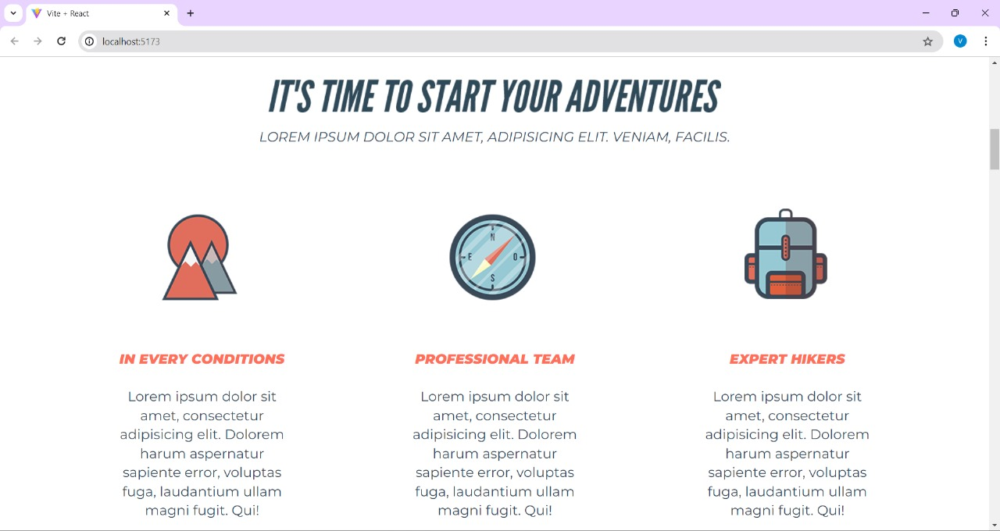 Vite + React
localhost:5173
IT'S TIME TO START YOUR ADVENTURES
LOREM IPSUM DOLOR SIT AMET, ADIPISICING ELIT. VENIAM, FACILIS.
N
E O
S
IN EVERY CONDITIONS
Lorem ipsum dolor sit
amet, consectetur
adipisicing elit. Dolorem
harum aspernatur
sapiente error, voluptas
fuga, laudantium ullam
magni fugit. Qui!
PROFESSIONAL TEAM
Lorem ipsum dolor sit
amet, consectetur
adipisicing elit. Dolorem
harum aspernatur
sapiente error, voluptas
fuga, laudantium ullam
magni fugit. Qui!
EXPERT HIKERS
Lorem ipsum dolor sit
amet, consectetur
adipisicing elit. Dolorem
harum aspernatur
sapiente error, voluptas
fuga, laudantium ullam
magni fugit. Qui!
V